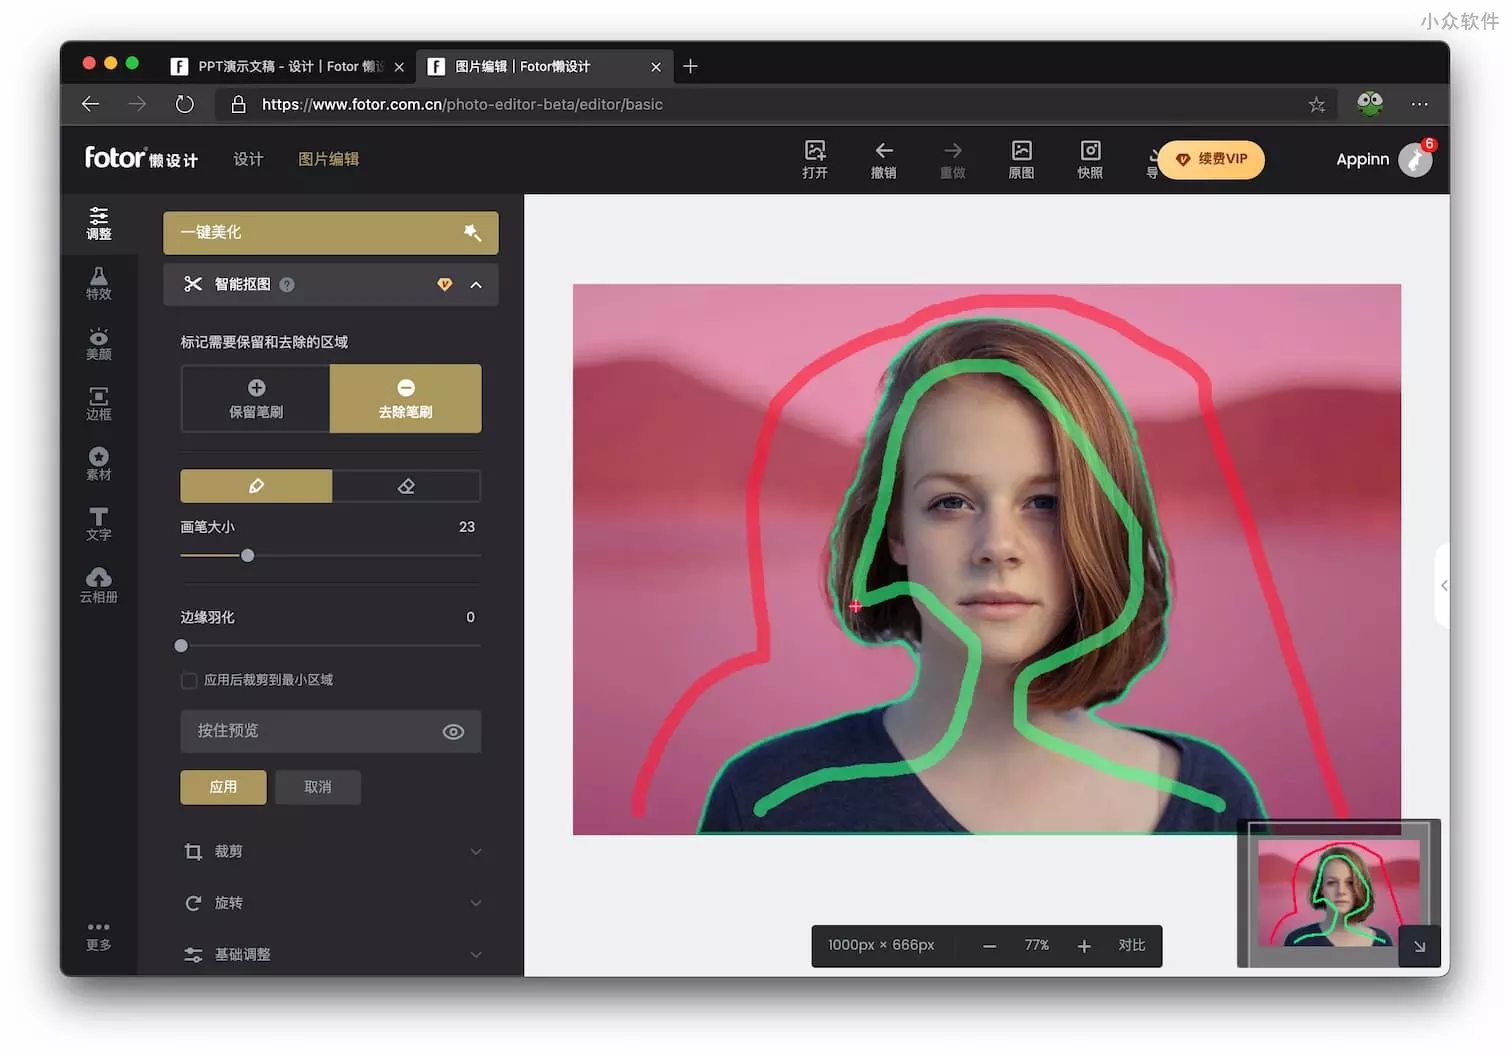 小众软件
PPT演示文稿 - 设计 | Fotor 懒设
图片编辑 | Fotor懒设计
https://www.fotor.com.cn/photo-editor-beta/editor/basic
fotor 懒设计
设计
图片编辑
打开
撤销
重做
原图
快照
导
续费VIP
Appinn
6
调整
特效
美颜
边框
素材
文字
云相册
更多
一键美化
智能抠图 ?
标记需要保留和去除的区域
保留笔刷
去除笔刷
画笔大小
23
边缘羽化
0
应用后裁剪到最小区域
按住预览
应用
取消
裁剪
旋转
基础调整
1000px × 666px
77%
对比